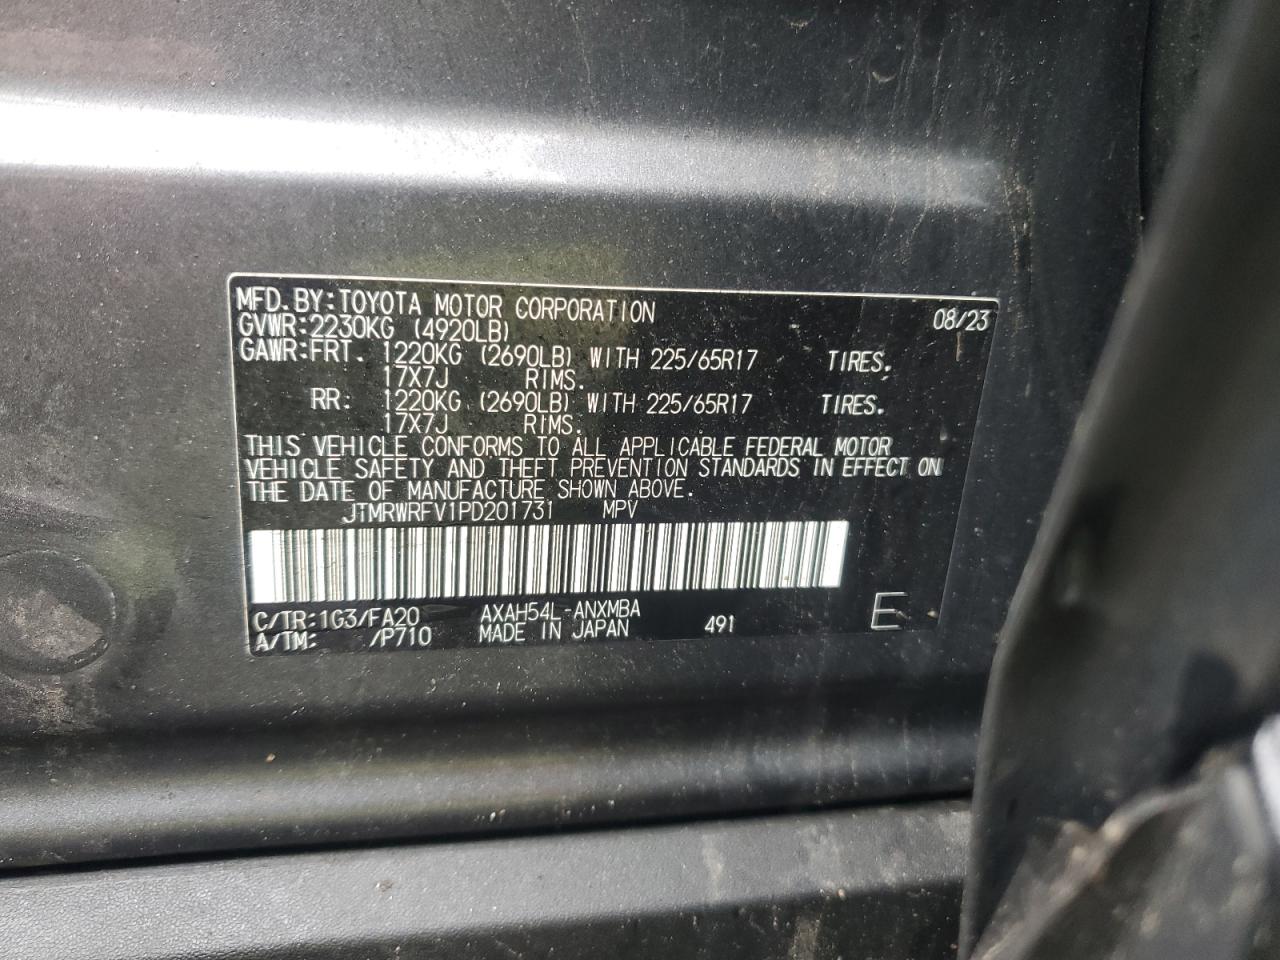 MFD. BY: TOYOTA MOTOR CORPORATION 08/23
GVWR: 2230KG (4920LB)
GAWR: FRT. 1220KG (2690LB) WITH 225/65R17 TIRES.
17X7J RIMS.
RR: 1220KG (2690LB) WITH 225/65R17 TIRES.
17X7J RIMS.
THIS VEHICLE CONFORMS TO ALL APPLICABLE FEDERAL MOTOR
VEHICLE SAFETY AND THEFT PREVENTION STANDARDS IN EFFECT ON
THE DATE OF MANUFACTURE SHOWN ABOVE.
JTMRWRFV1PD201731 MPV
C/TR: 1G3/FA20 AXAH54L-ANXMBA 491 E
A/TM: /P710 MADE IN JAPAN